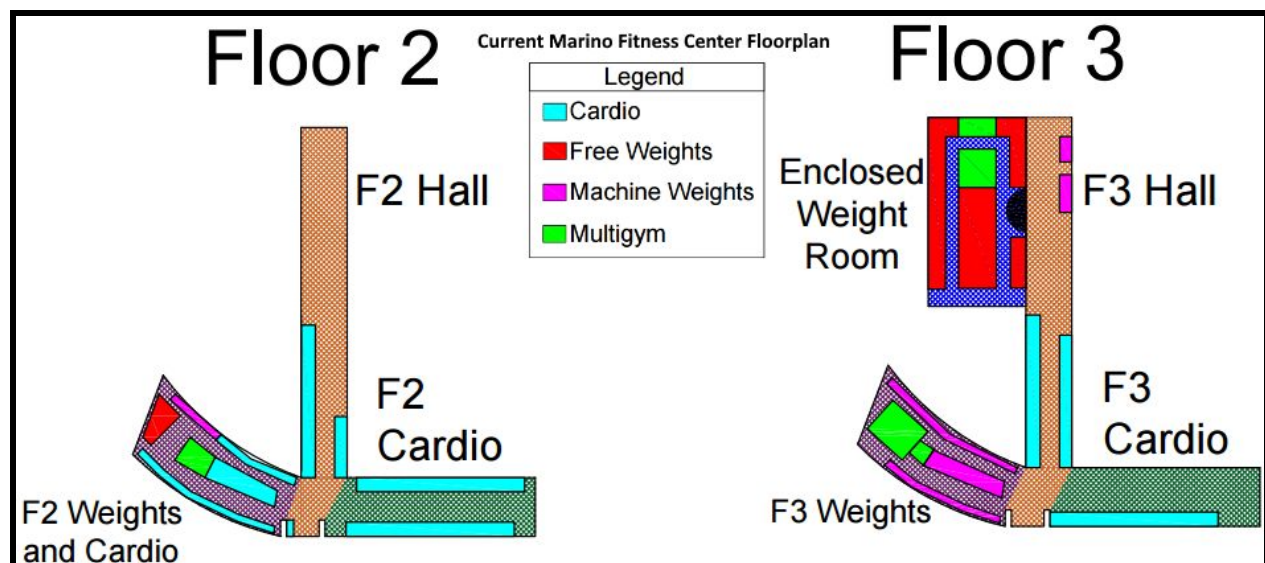 Floor 2
Current Marino Fitness Center Floorplan
Floor 3
Legend
Cardio
Free Weights
Machine Weights
Multigym
F2 Hall
Enclosed
Weight
Room
F3 Hall
F2
Cardio
F3
Cardio
F2 Weights
and Cardio
F3 Weights